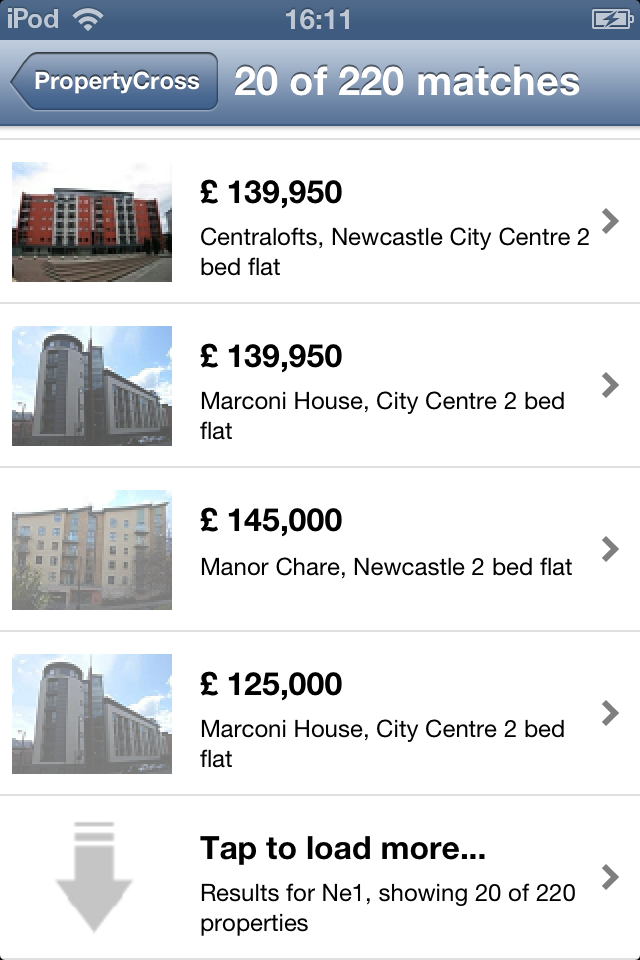 iPod 16:11
PropertyCross 20 of 220 matches
£ 139,950
Centralofts, Newcastle City Centre 2
bed flat
£ 139,950
Marconi House, City Centre 2 bed
flat
£ 145,000
Manor Chare, Newcastle 2 bed flat
£ 125,000
Marconi House, City Centre 2 bed
flat
Tap to load more...
Results for Ne1, showing 20 of 220
properties